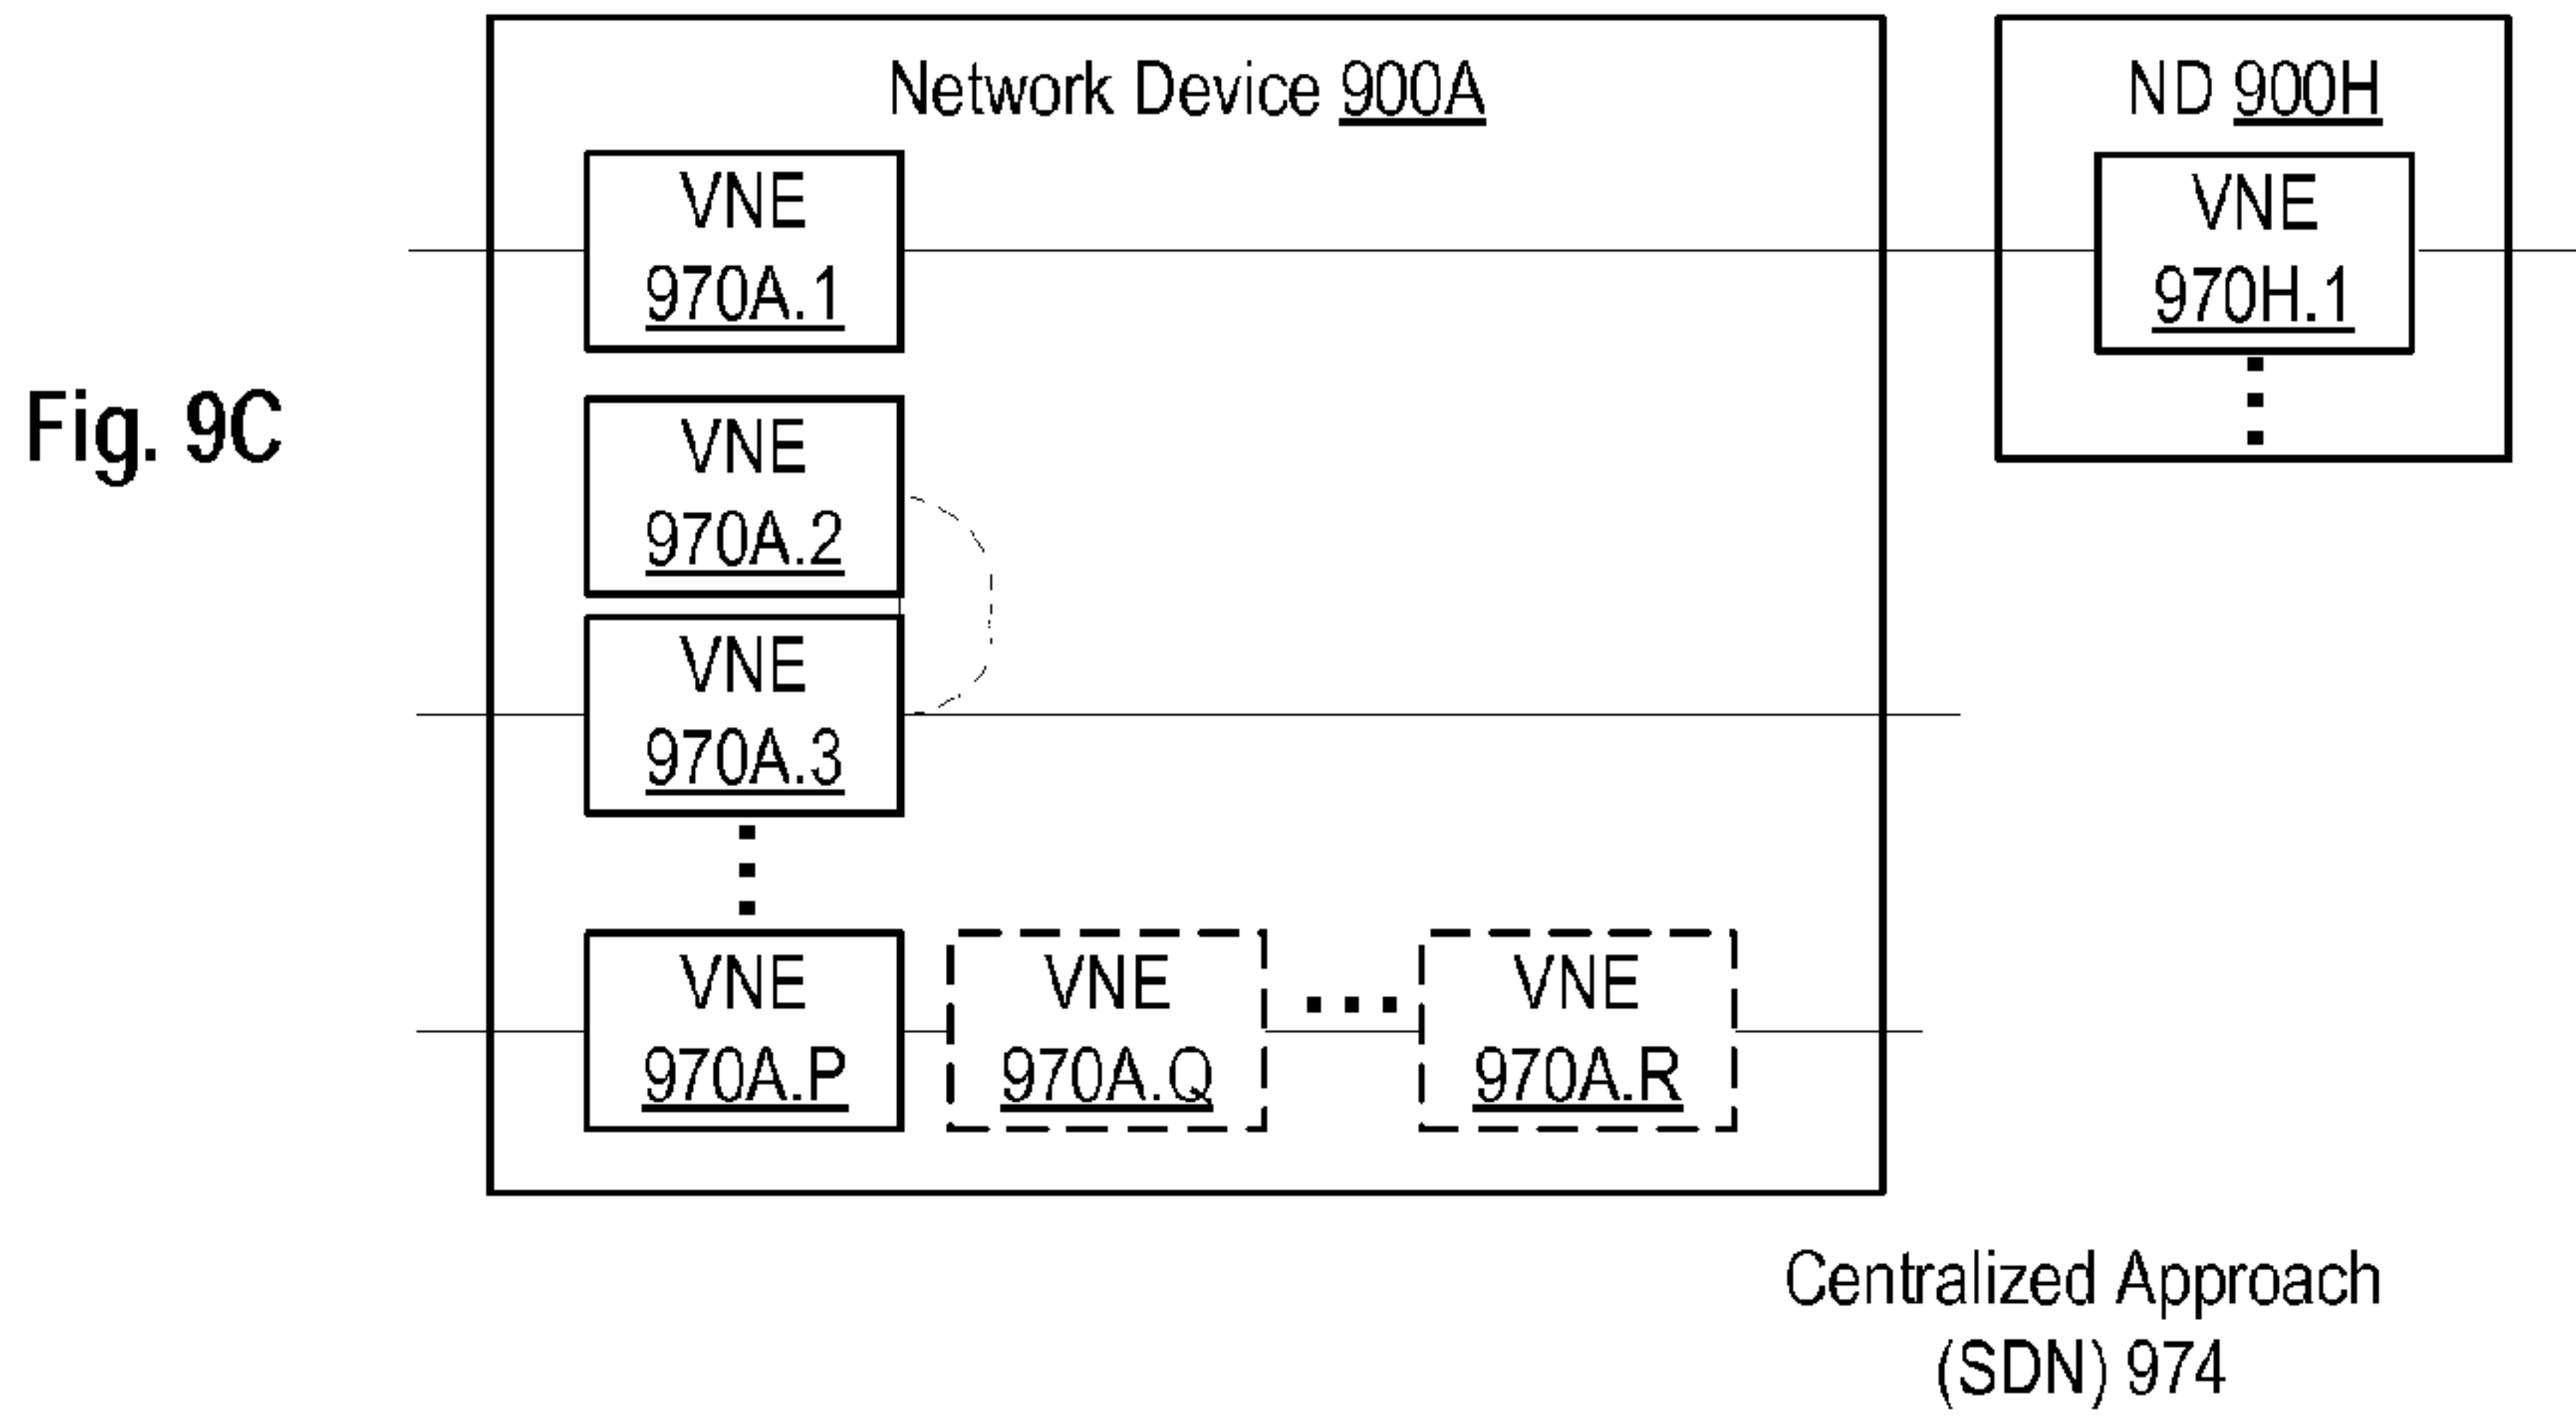 Network Device 900A
ND 900H
VNE
970A.1
VNE
970H.1
Fig. 9C
VNE
970A.2
VNE
970A.3
VNE
970A.P
VNE
970A.Q
VNE
970A.R
Centralized Approach
(SDN) 974